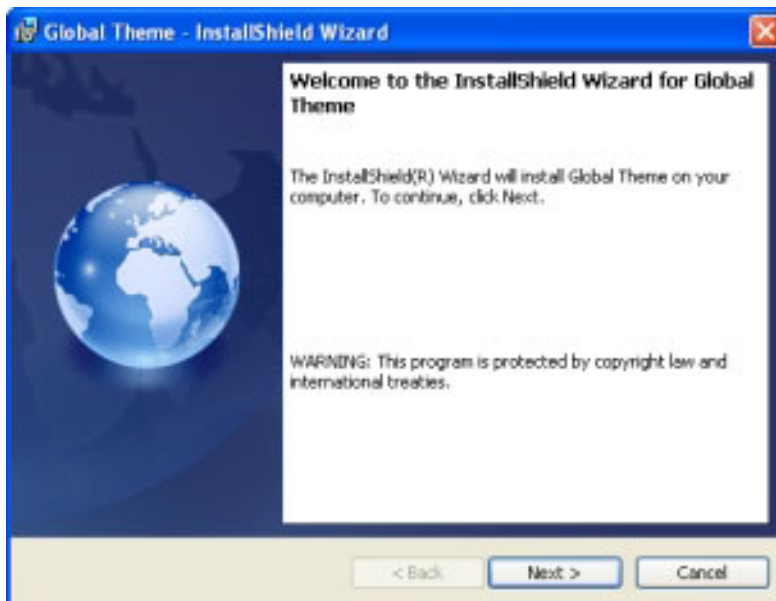 Global Theme - InstallShield Wizard
Welcome to the InstallShield Wizard for Global
Theme
The InstallShield(R) Wizard will install Global Theme on your
computer. To continue, click Next.
WARNING: This program is protected by copyright law and
international treaties.
< Back
Next >
Cancel